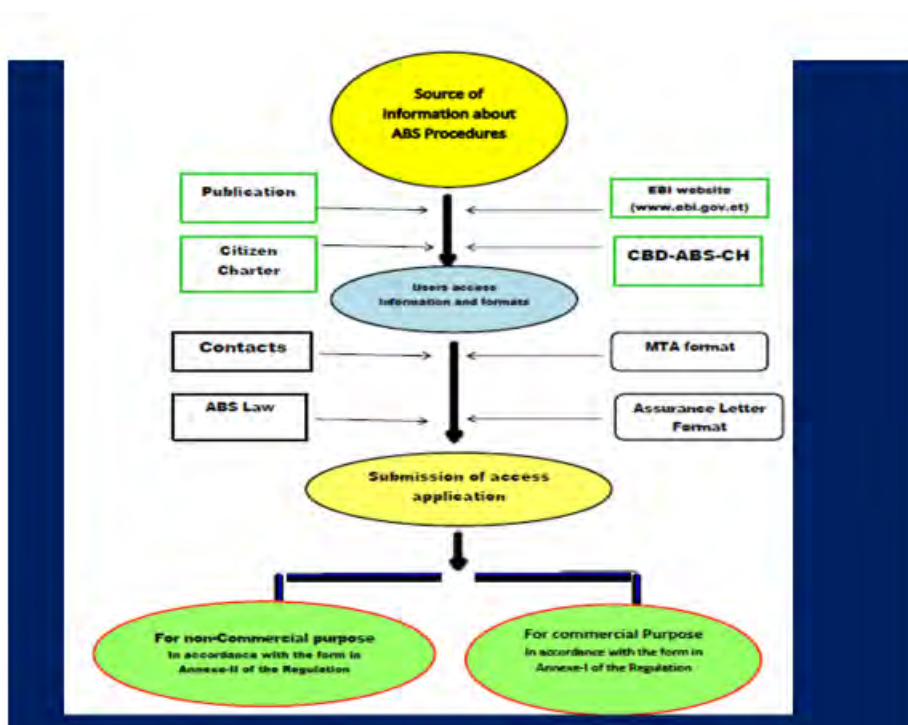 Source of
Information about
ABS Procedures
Publication
EBI website
(www.ebi.gov.et)
Citizen
Charter
CBD-ABS-CH
Users access
Information and formats
Contacts
MTA format
ABS Law
Assurance Letter
Format
Submission of access
application
For non-Commercial purpose
In accordance with the form in
Annexe-II of the Regulation
For commercial Purpose
In accordance with the form in
Annexe-I of the Regulation